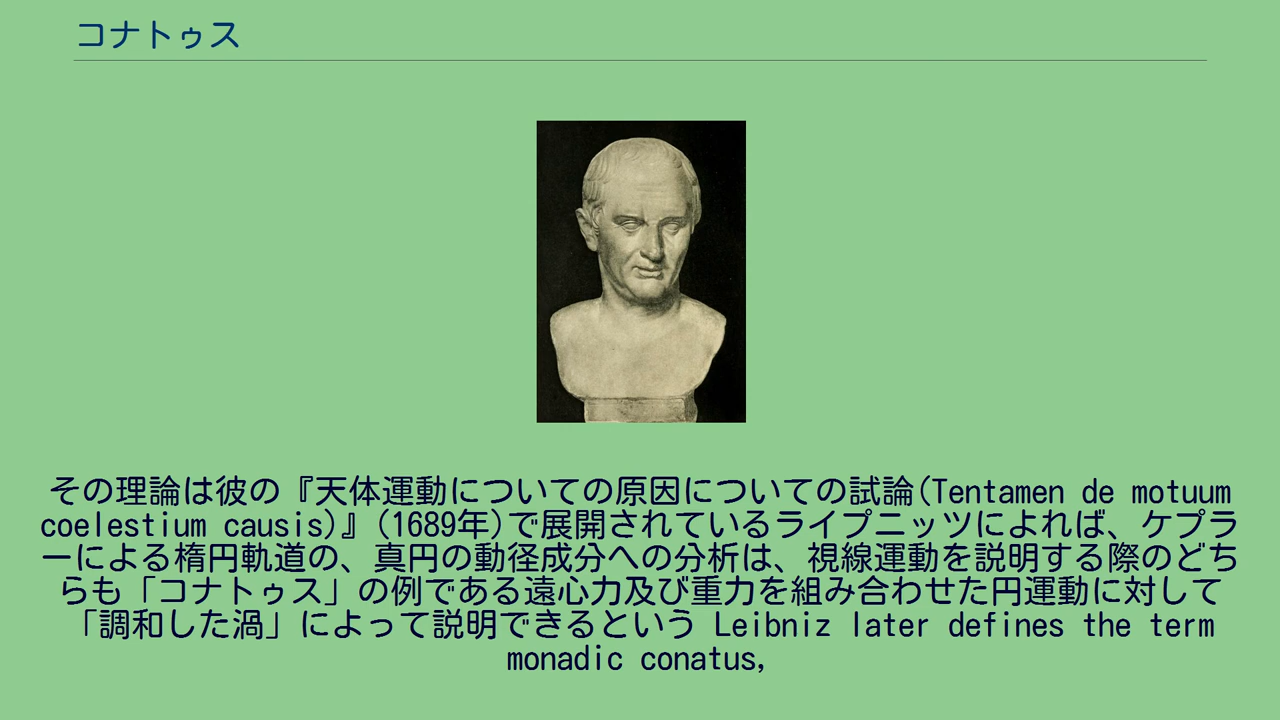 コナトゥス
その理論は彼の『天体運動についての原因についての試論(Tentamen de motuum
coelestium causis)』(1689年)で展開されているライプニッツによれば、ケプラ
ーによる楕円軌道の、真円の動径成分への分析は、視線運動を説明する際のどち
らも「コナトゥス」の例である遠心力及び重力を組み合わせた円運動に対して
「調和した渦」によって説明できるという Leibniz later defines the term
monadic conatus,